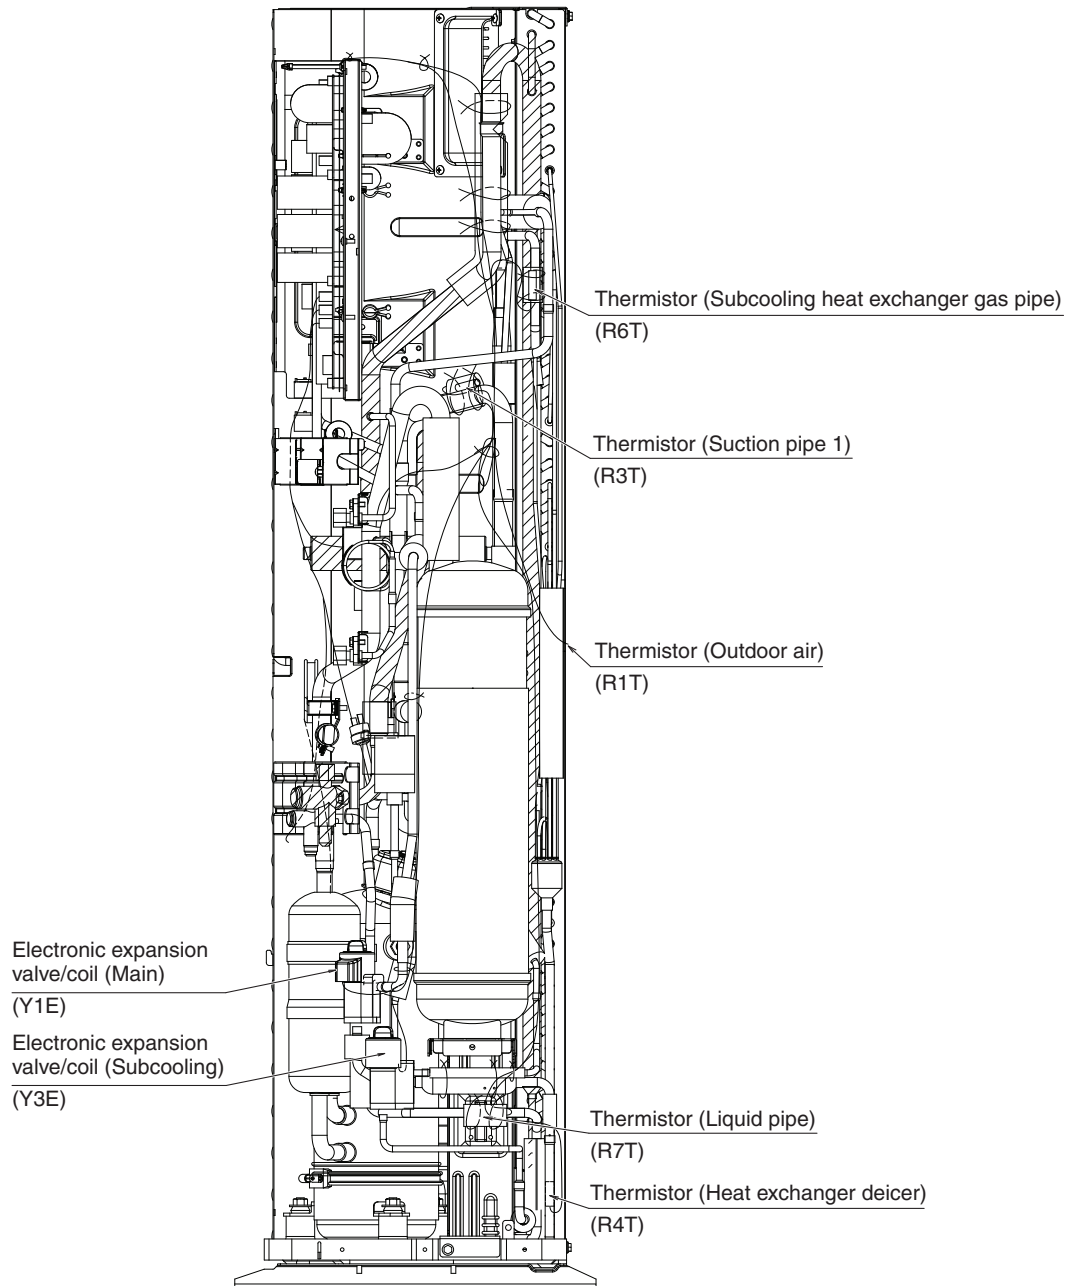 Thermistor (Subcooling heat exchanger gas pipe)
(R6T)
Thermistor (Suction pipe 1)
(R3T)
Thermistor (Outdoor air)
(R1T)
Electronic expansion
valve/coil (Main)
(Y1E)
Electronic expansion
valve/coil (Subcooling)
(Y3E)
Thermistor (Liquid pipe)
(R7T)
Thermistor (Heat exchanger deicer)
(R4T)